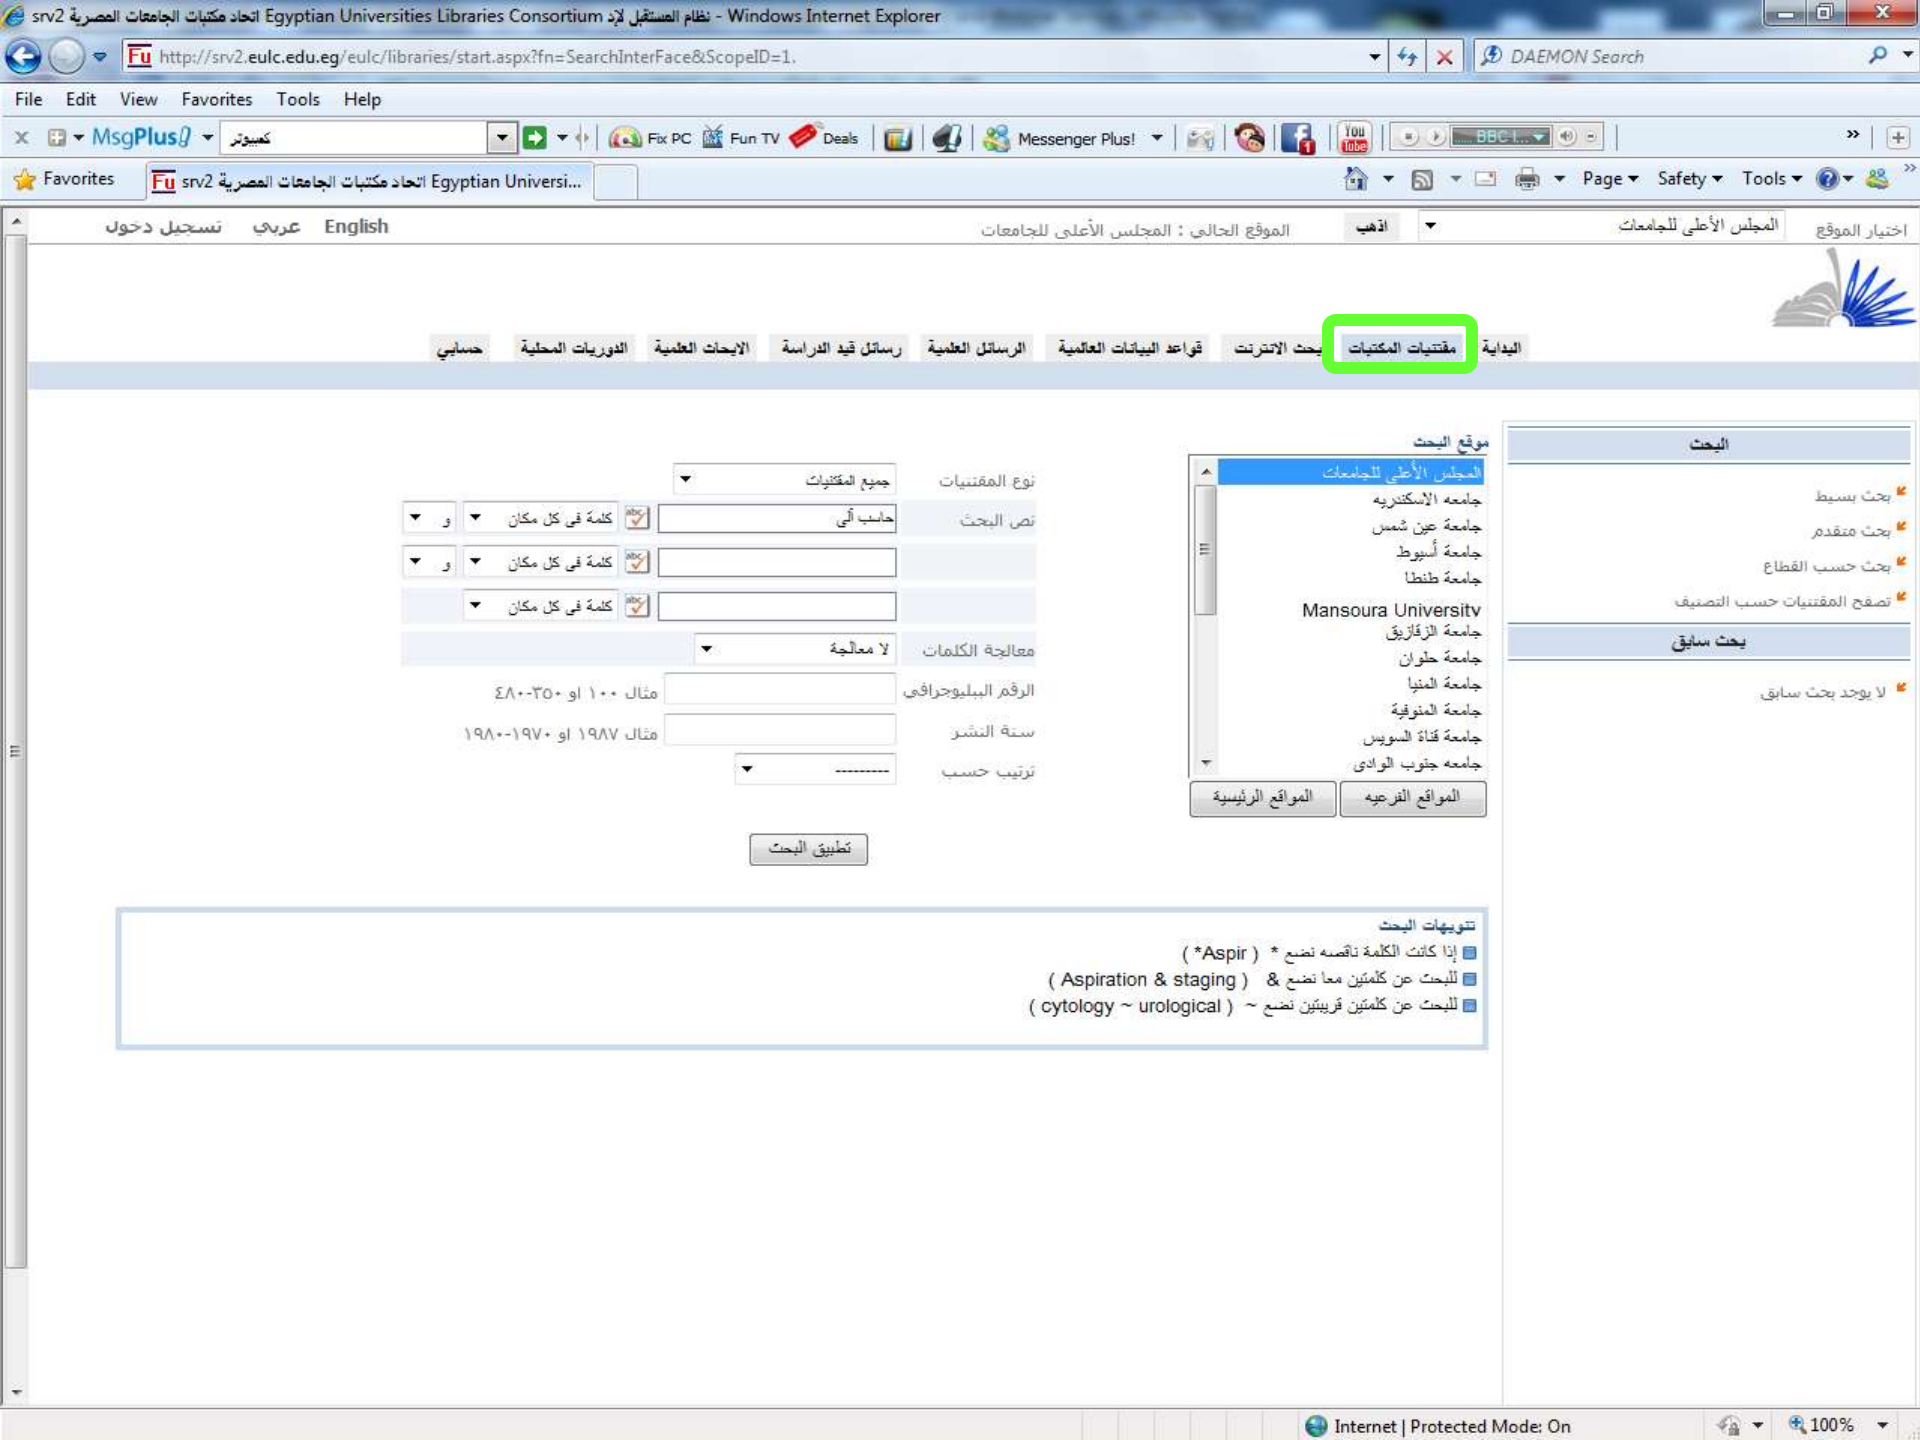 srv2 اتحاد مكتبات الجامعات المصرية Egyptian Universities Libraries Consortium نظام المستقبل لإد - Windows Internet Explorer
http://srv2.eulc.edu.eg/eulc/libraries/start.aspx?fn=SearchInterFace&ScopeID=1.
DAEMON Search
File Edit View Favorites Tools Help
MsgPlus! كمبيوتر Fix PC Fun TV Deals Messenger Plus! 1 You Tube BBC
Favorites
Fu srv2 اتحاد مكتبات الجامعات المصرية Egyptian Universi...
Page Safety Tools
اختيار الموقع المجلس الأعلى للجامعات اذهب الموقع الحالى : المجلس الأعلى للجامعات English عربي تسجيل دخول
البداية مقتنيات المكتبات بحث الانترنت قواعد البيانات العالمية الرسائل العلمية رسائل قيد الدراسة الابحاث العلمية الدوريات المحلية حسابي
البحث
بحث بسيط
بحث متقدم
بحث حسب القطاع
تصفح المقتنيات حسب التصنيف
بحث سابق
لا يوجد بحث سابق
موقع البحث
المجلس الأعلى للجامعات
جامعه الاسكندريه
جامعة عين شمس
جامعة أسيوط
جامعة طنطا
Mansoura University
جامعة الزقازيق
جامعة حلوان
جامعة المنيا
جامعة المنوفية
جامعة قناة السويس
جامعه جنوب الوادى
المواقع الفرعيه المواقع الرئيسية
نوع المقتنيات جميع المقتنيات
نص البحث حاسب آلى كلمة فى كل مكان و
كلمة فى كل مكان و
كلمة فى كل مكان
معالجة الكلمات لا معالجة
الرقم الببليوجرافى مثال ١٠٠ او ٣٥٠-٤٨٠
سنة النشر مثال ١٩٨٧ او ١٩٧٠-١٩٨٠
ترتيب حسب ---------
تطبيق البحث
تنويهات البحث
إذا كانت الكلمة ناقصه نضع * ( Aspir* )
للبحث عن كلمتين معا نضع & ( Aspiration & staging )
للبحث عن كلمتين قريبتين نضع ~ ( cytology ~ urological )
Internet | Protected Mode: On
100%